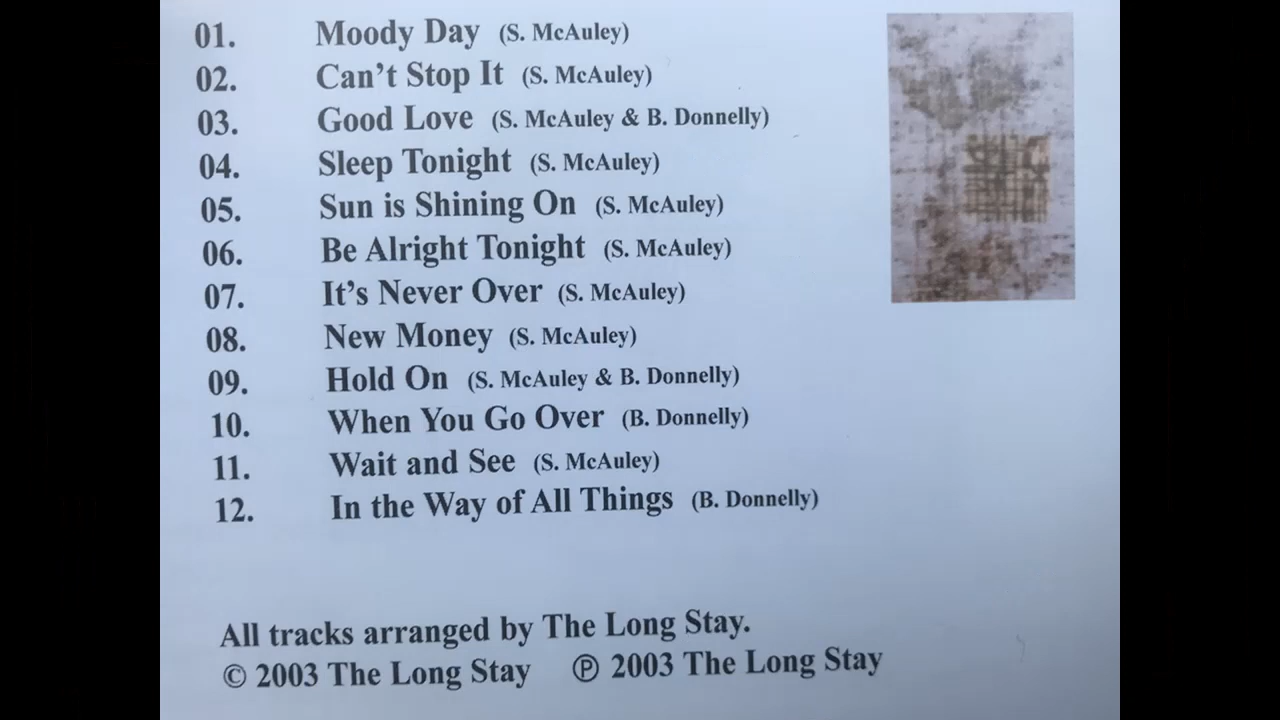 01. Moody Day (S. McAuley)
02. Can't Stop It (S. McAuley)
03. Good Love (S. McAuley & B. Donnelly)
04. Sleep Tonight (S. McAuley)
05. Sun is Shining On (S. McAuley)
06. Be Alright Tonight (S. McAuley)
07. It's Never Over (S. McAuley)
08. New Money (S. McAuley)
09. Hold On (S. McAuley & B. Donnelly)
10. When You Go Over (B. Donnelly)
11. Wait and See (S. McAuley)
12. In the Way of All Things (B. Donnelly)
All tracks arranged by The Long Stay.
© 2003 The Long Stay ℗ 2003 The Long Stay